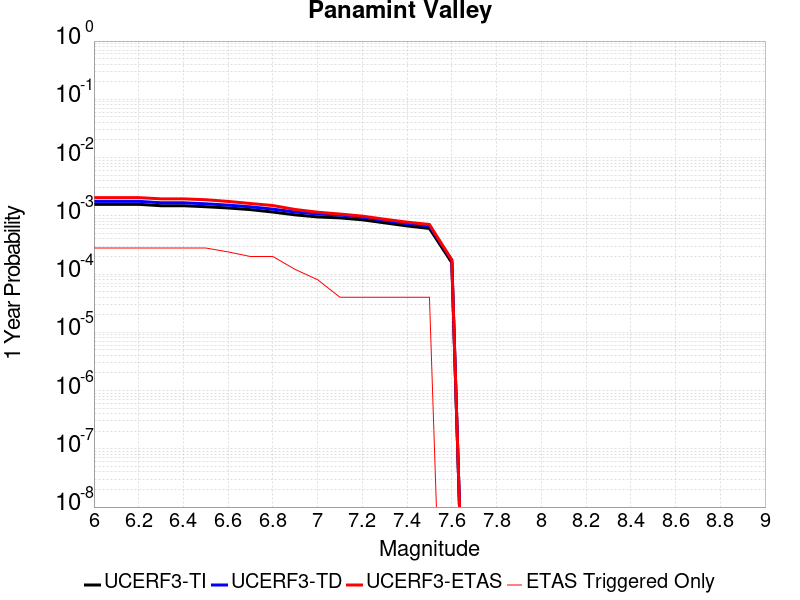 Panamint Valley
10^0
10^-1
10^-2
10^-3
10^-4
10^-5
10^-6
10^-7
10^-8
1 Year Probability
6 6.2 6.4 6.6 6.8 7 7.2 7.4 7.6 7.8 8 8.2 8.4 8.6 8.8 9
Magnitude
UCERF3-TI UCERF3-TD UCERF3-ETAS ETAS Triggered Only